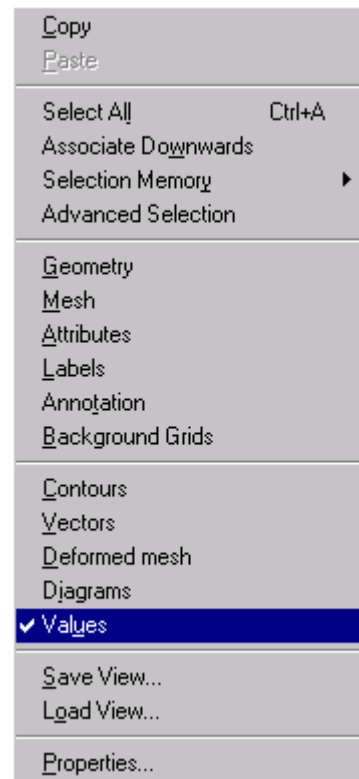 Copy
Paste
Select All Ctrl+A
Associate Downwards
Selection Memory
Advanced Selection
Geometry
Mesh
Attributes
Labels
Annotation
Background Grids
Contours
Vectors
Deformed mesh
Diagrams
Values
Save View...
Load View...
Properties...